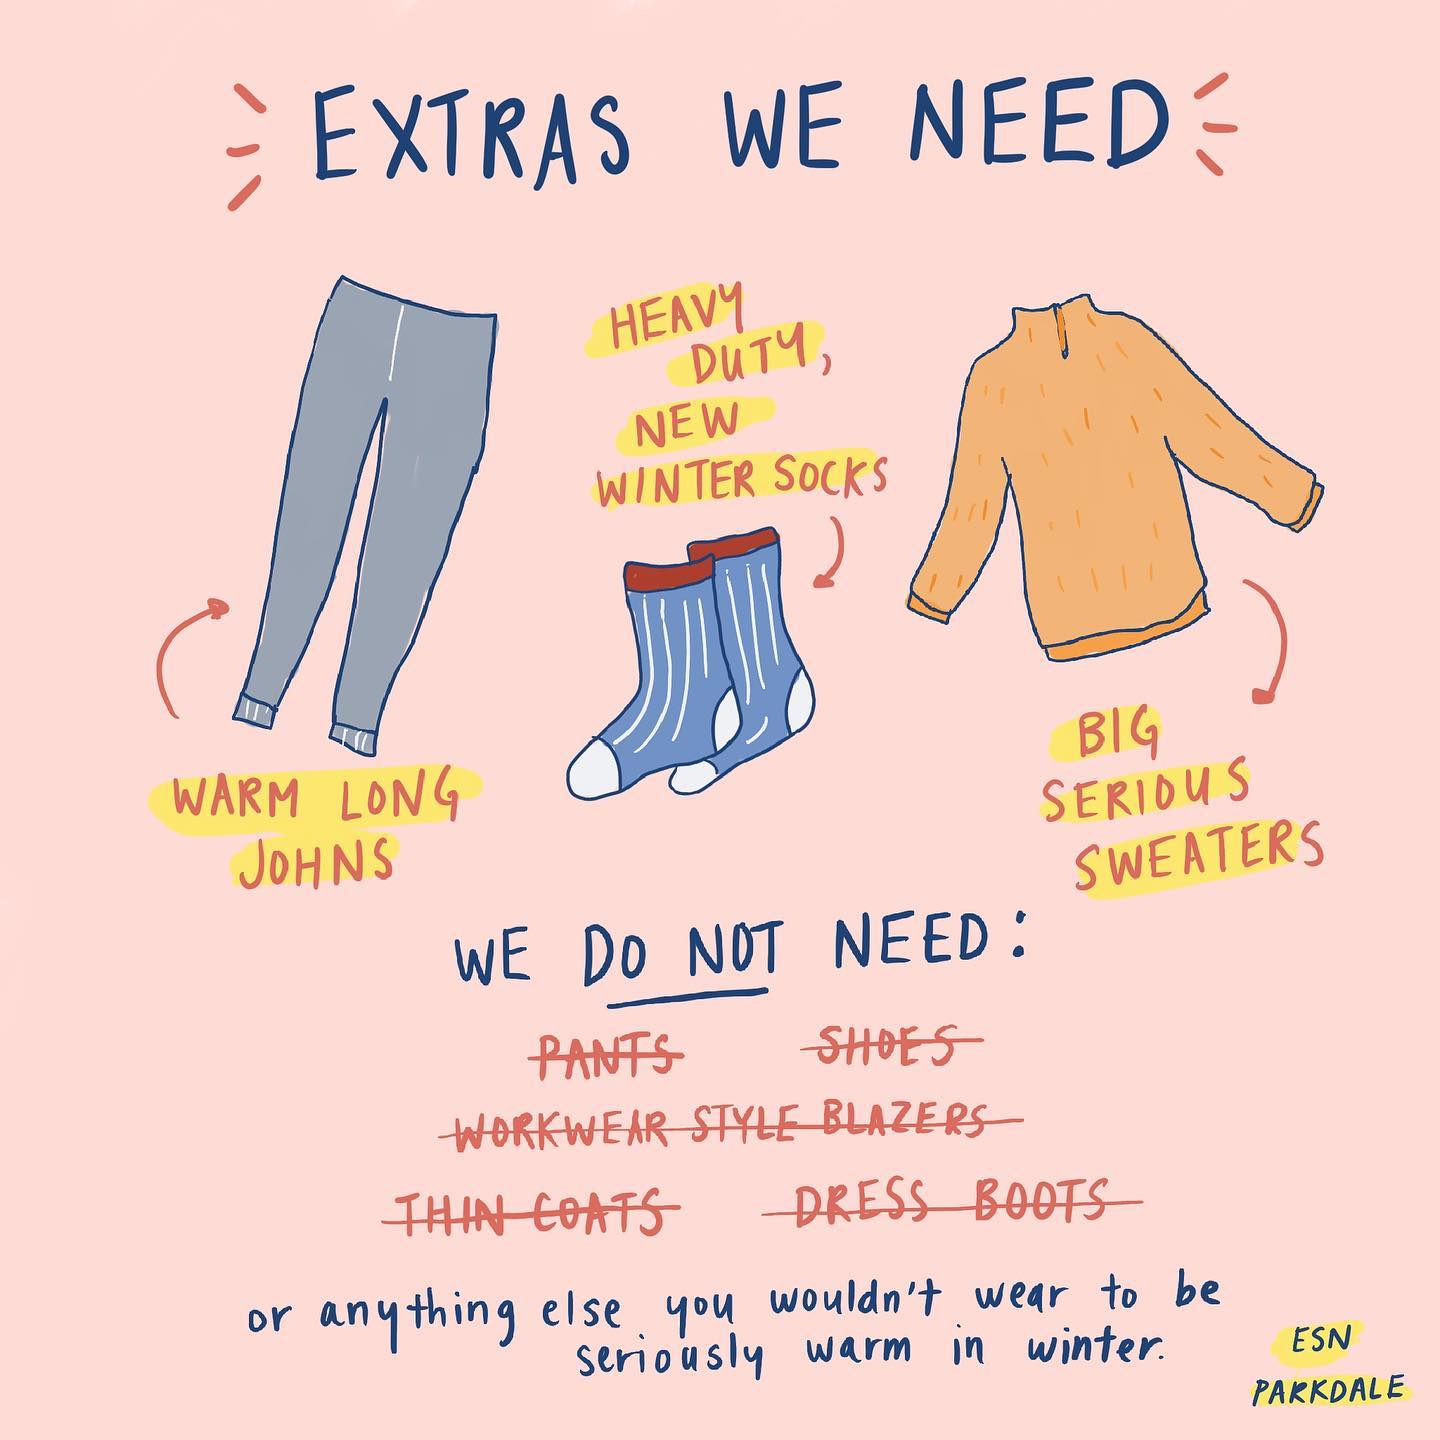 EXTRAS WE NEED
HEAVY
DUTY,
NEW
WINTER SOCKS
WARM LONG
JOHNS
BIG
SERIOUS
SWEATERS
WE DO NOT NEED:
PANTS SHOES
WORKWEAR STYLE BLAZERS
THIN COATS DRESS BOOTS
or anything else you wouldn't wear to be
seriously warm in winter.
ESN
PARKDALE